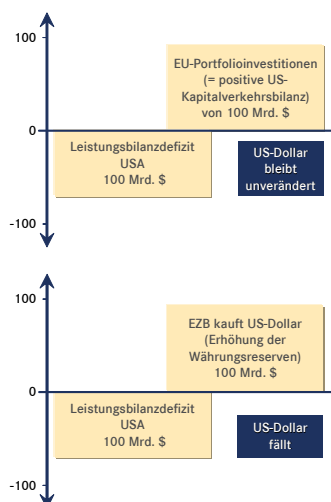 100
EU-Portfolioinvestitionen
(= positive US-
Kapitalverkehrsbilanz)
von 100 Mrd. $
0
Leistungsbilanzdefizit
USA
100 Mrd. $
US-Dollar
bleibt
unverändert
-100
100
EZB kauft US-Dollar
(Erhöhung der
Währungsreserven)
100 Mrd. $
0
Leistungsbilanzdefizit
USA
100 Mrd. $
US-Dollar
fällt
-100